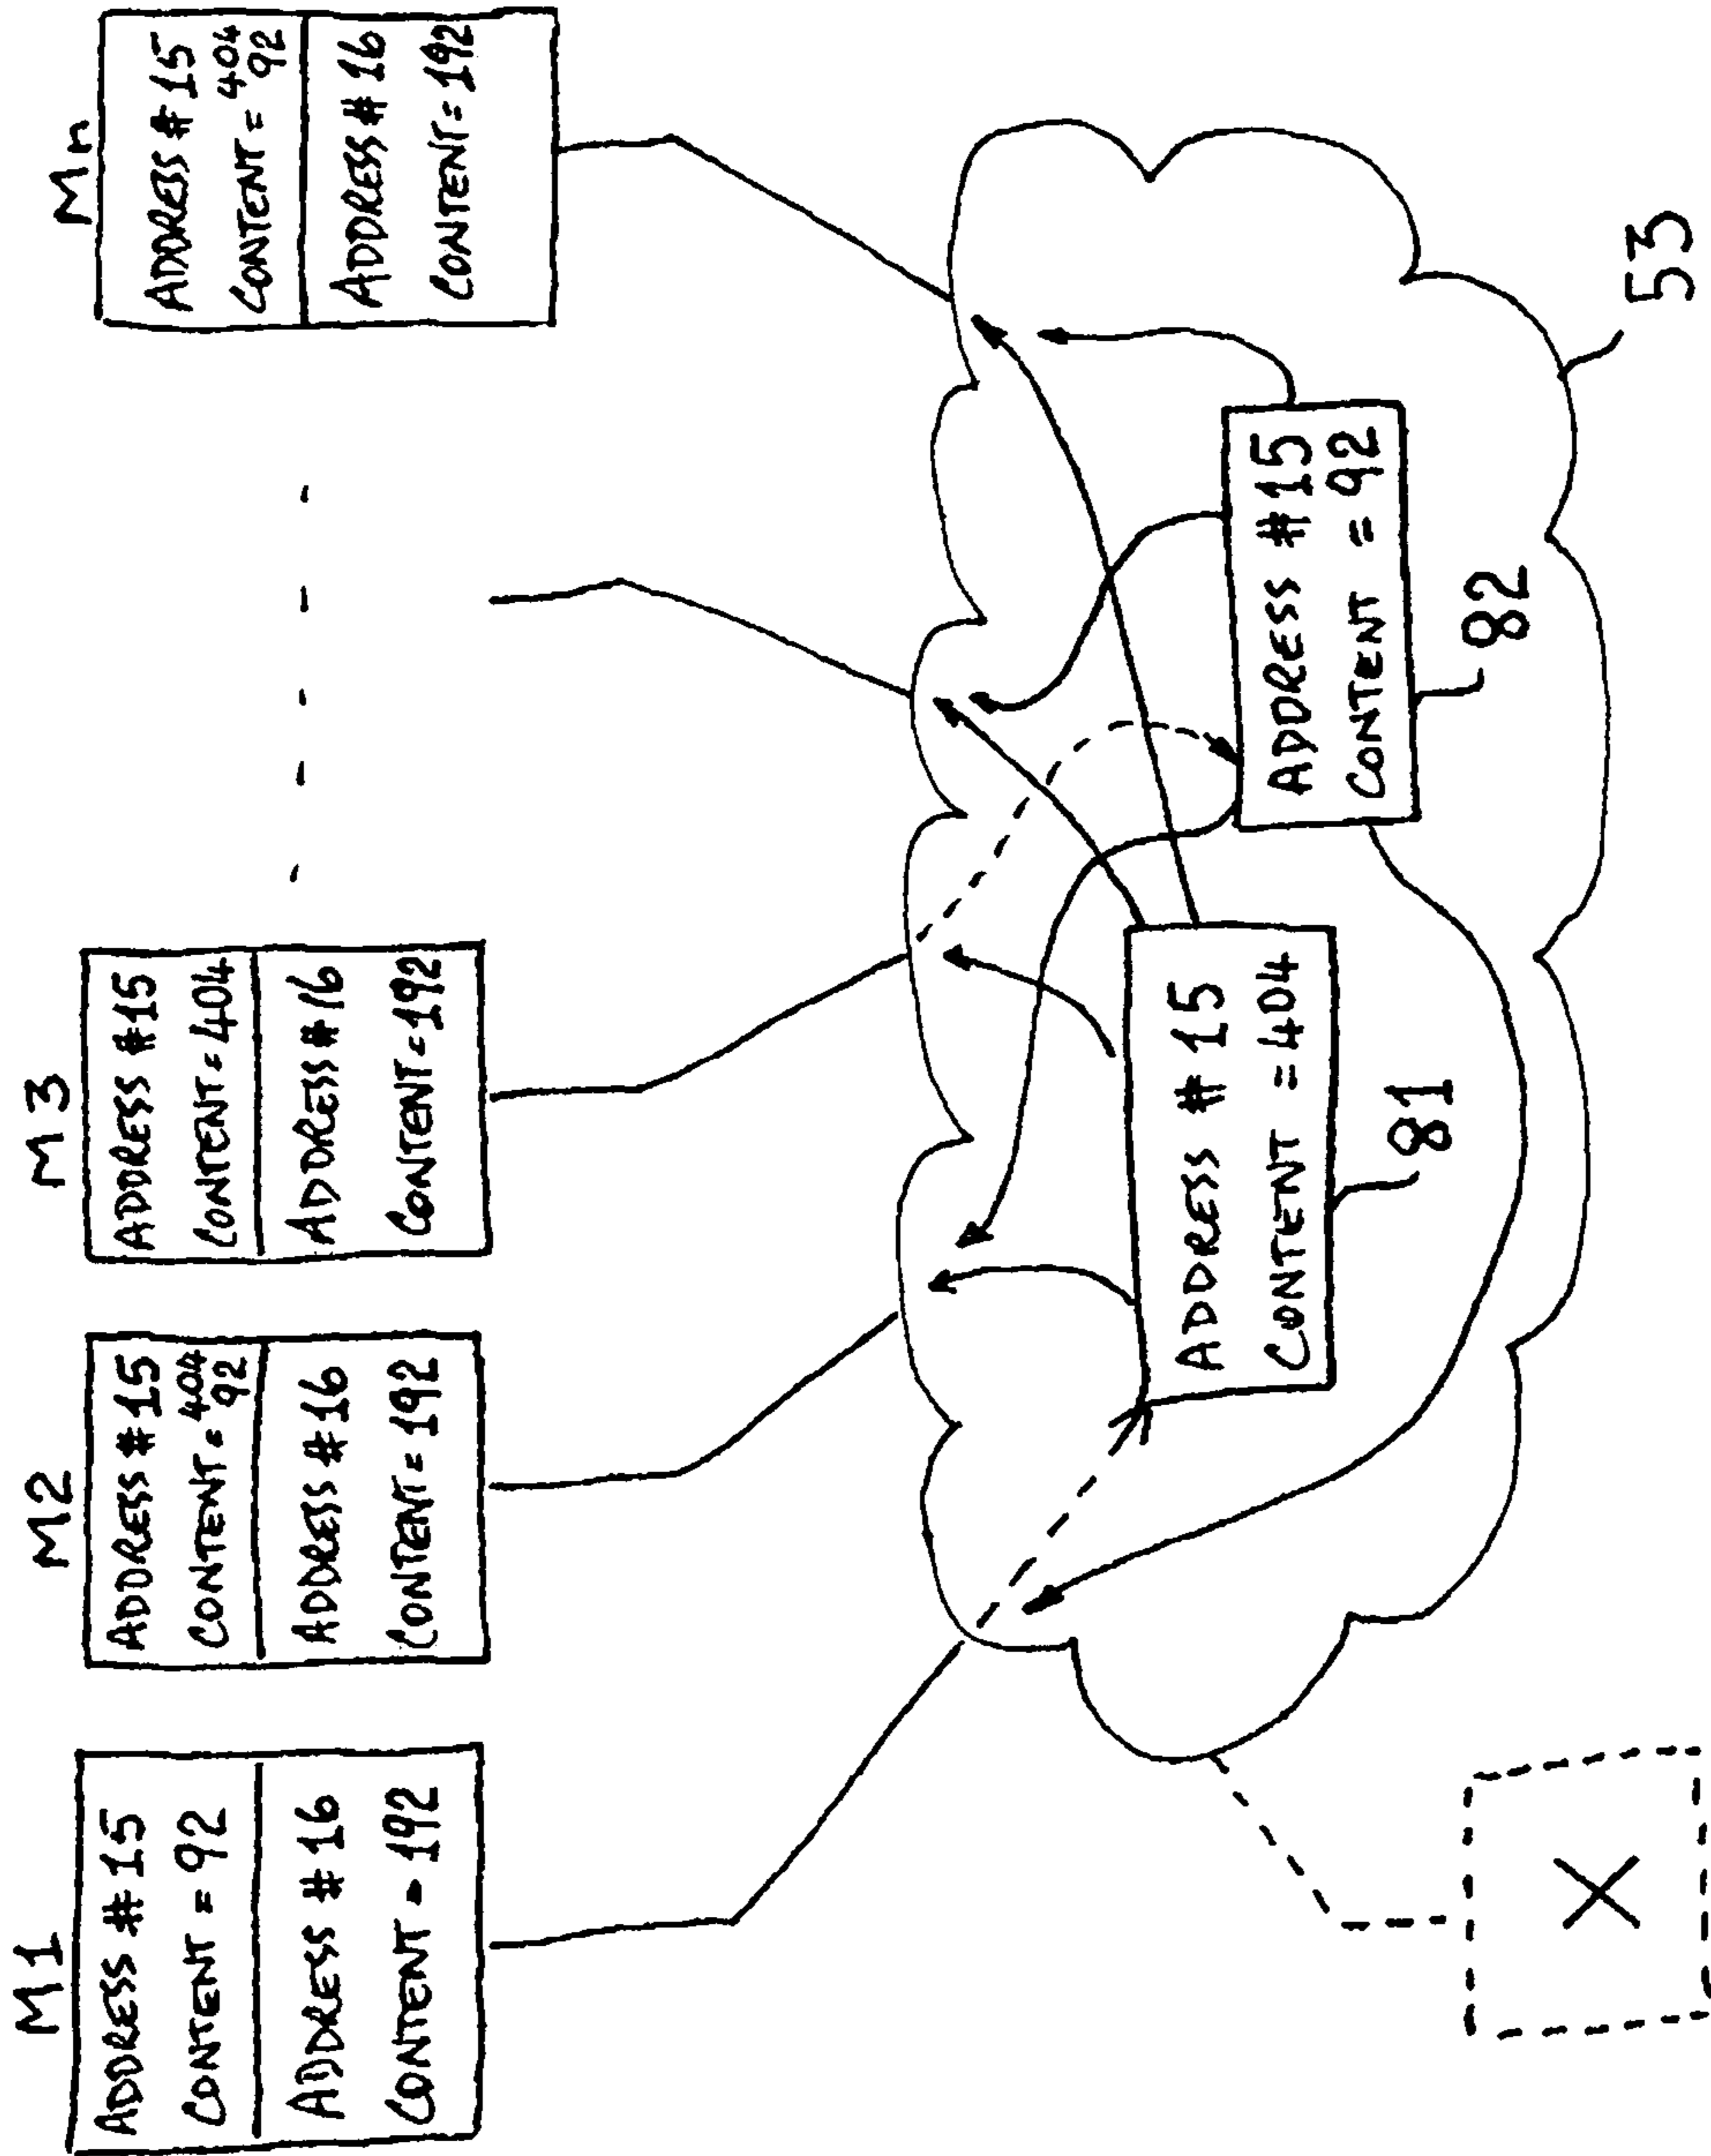 M1
ADDRESS #15
CONTENT = 92
ADDRESS #16
CONTENT = 192
M2
ADDRESS #15
CONTENT = 404
92
ADDRESS #16
CONTENT = 192
M3
ADDRESS #15
CONTENT = 404
ADDRESS #16
CONTENT = 192
Mn
ADDRESS #15
CONTENT = 404
92
ADDRESS #16
CONTENT = 192
ADDRESS #15
CONTENT = 404
81
ADDRESS #15
CONTENT = 92
82
53
X